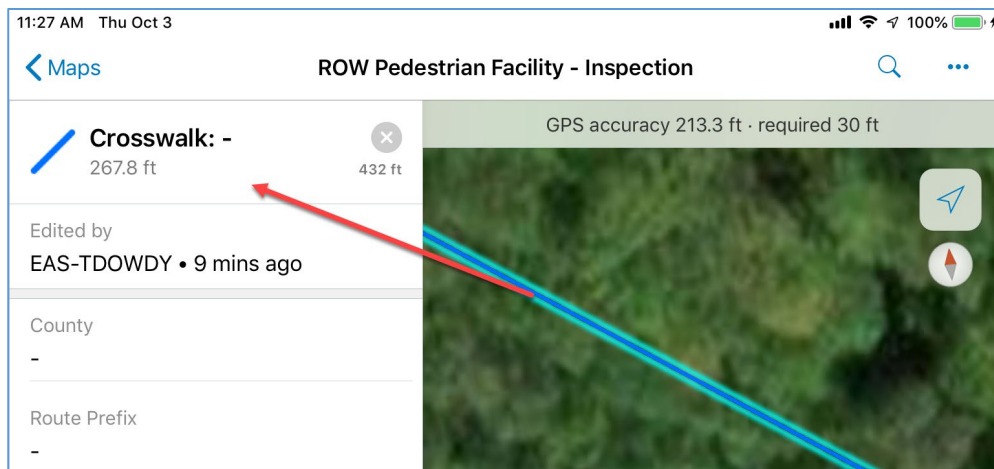 11:27 AM Thu Oct 3
100%
Maps
ROW Pedestrian Facility - Inspection
Crosswalk: -
267.8 ft
432 ft
GPS accuracy 213.3 ft · required 30 ft
Edited by
EAS-TDOWDY • 9 mins ago
County
-
Route Prefix
-